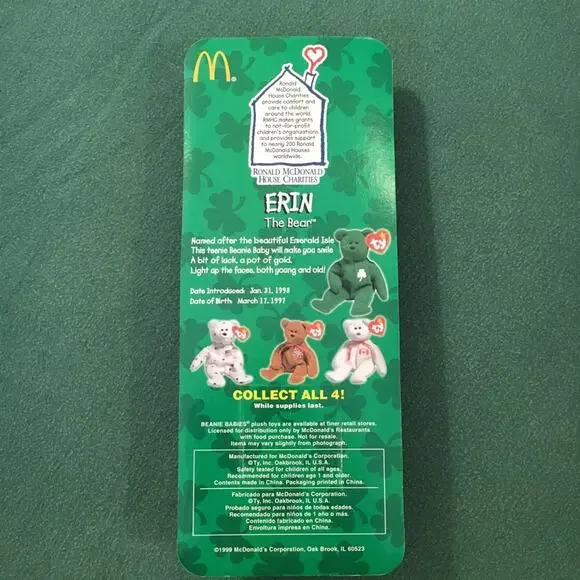 Ronald
McDonald
House Charities
provide comfort and
care to children
around the world.
RMHC makes grants
to not-for-profit
children's organizations
and provides support
to nearly 200 Ronald
McDonald Houses
worldwide.
RONALD MCDONALD
HOUSE CHARITIES
ERIN
The Bear™
Named after the beautiful Emerald Isle
This teenie Beanie Baby will make you smile
A bit of luck, a pot of gold,
Light up the faces, both young and old!
Date Introduced: Jan. 31, 1998
Date of Birth: March 17, 1997
ty
ty
ty
ty
COLLECT ALL 4!
While supplies last.
BEANIE BABIES® plush toys are available at finer retail stores.
Licensed for distribution only by McDonald's Restaurants
with food purchase. Not for resale.
Items may vary slightly from photograph.
Manufactured for McDonald's Corporation.
©Ty, Inc. Oakbrook, IL U.S.A.
Safety tested for children of all ages.
Recommended for children age 1 and older.
Contents made in China. Packaging printed in China.
Fabricado para McDonald's Corporation.
©Ty, Inc. Oakbrook, IL U.S.A.
Probado seguro para niños de todas edades.
Recomendado para niños de 1 año o más.
Contenido fabricado en China.
Envoltura impresa en China.
©1999 McDonald's Corporation, Oak Brook, IL 60523